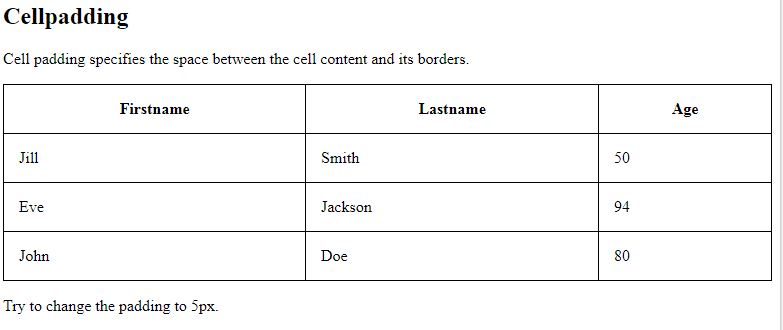 Cellpadding
Cell padding specifies the space between the cell content and its borders.
Firstname Lastname Age
Jill Smith 50
Eve Jackson 94
John Doe 80
Try to change the padding to 5px.